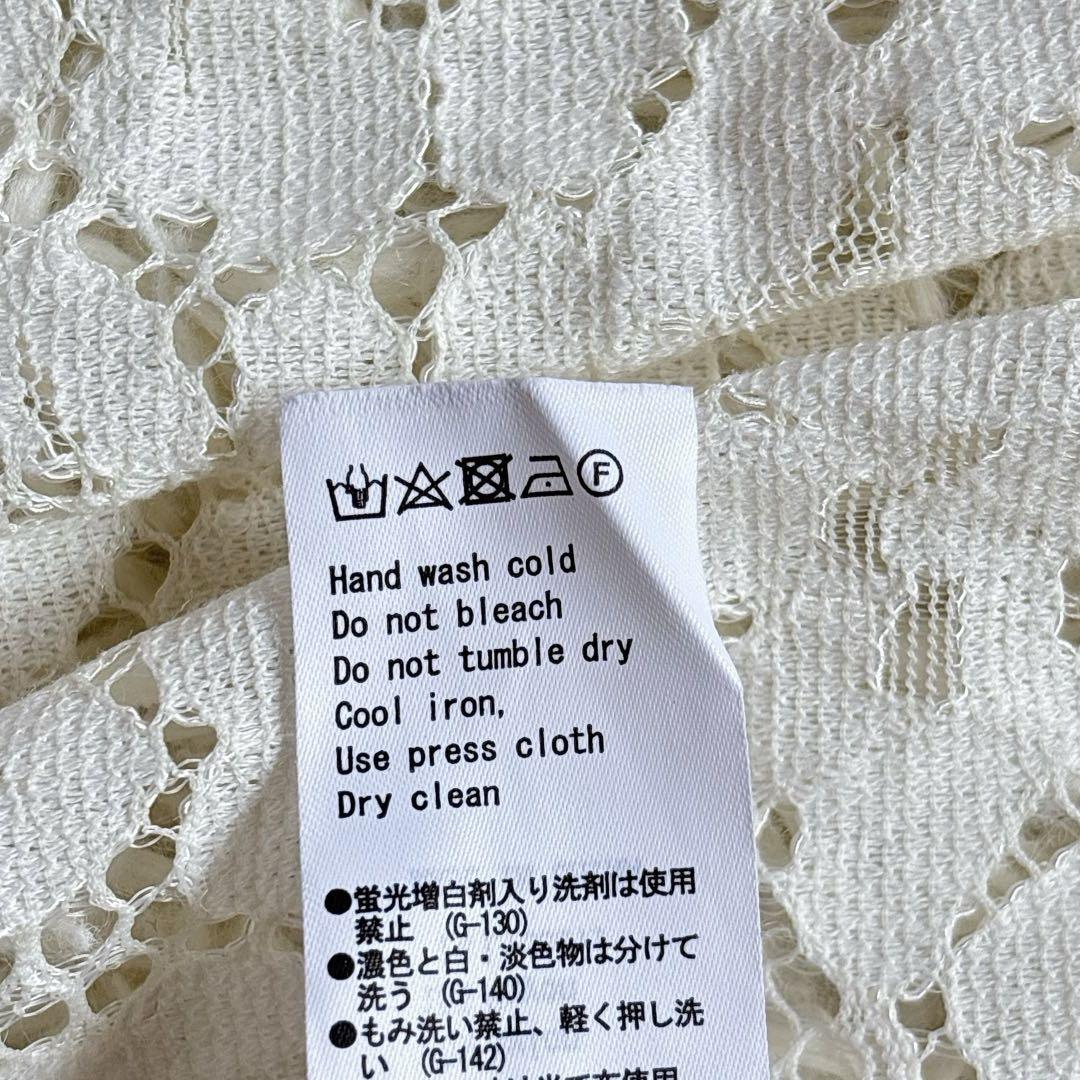 F
Hand wash cold
Do not bleach
Do not tumble dry
Cool iron,
Use press cloth
Dry clean
●蛍光増白剤入り洗剤は使用
禁止 (G-130)
●濃色と白・淡色物は分けて
洗う (G-140)
●もみ洗い禁止、軽く押し洗
い (G-142)